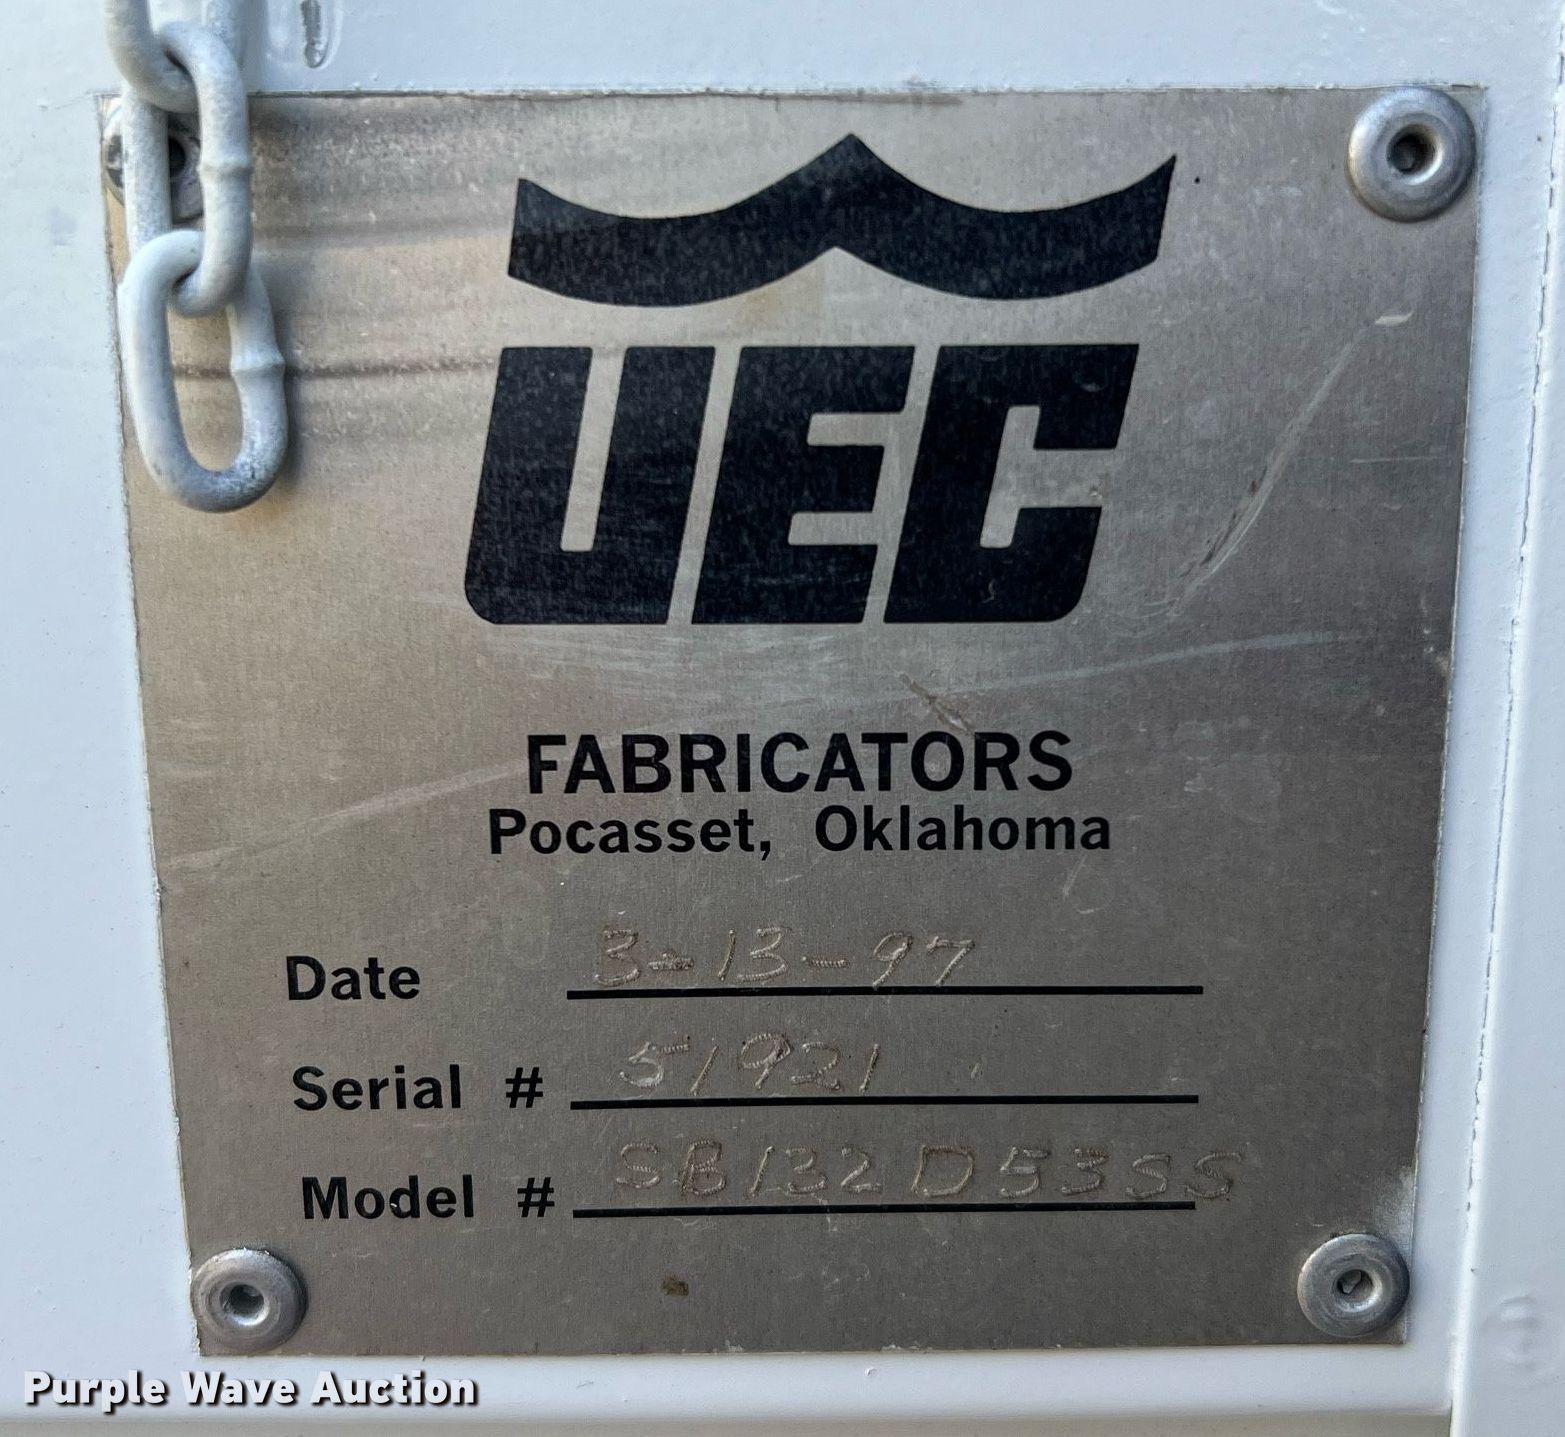 UEC
FABRICATORS
Pocasset, Oklahoma
Date 3-13-97
Serial # 51921
Model # SB132D53SS
Purple Wave Auction